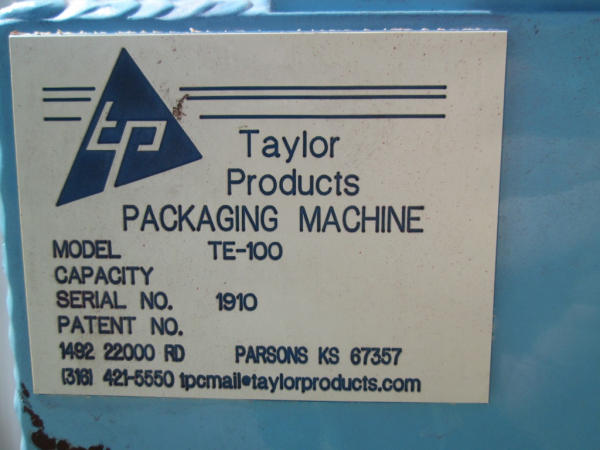 tp
Taylor
Products
PACKAGING MACHINE
MODEL TE-100
CAPACITY
SERIAL NO. 1910
PATENT NO.
1492 22000 RD PARSONS KS 67357
(316) 421-5550 tpcmail@taylorproducts.com